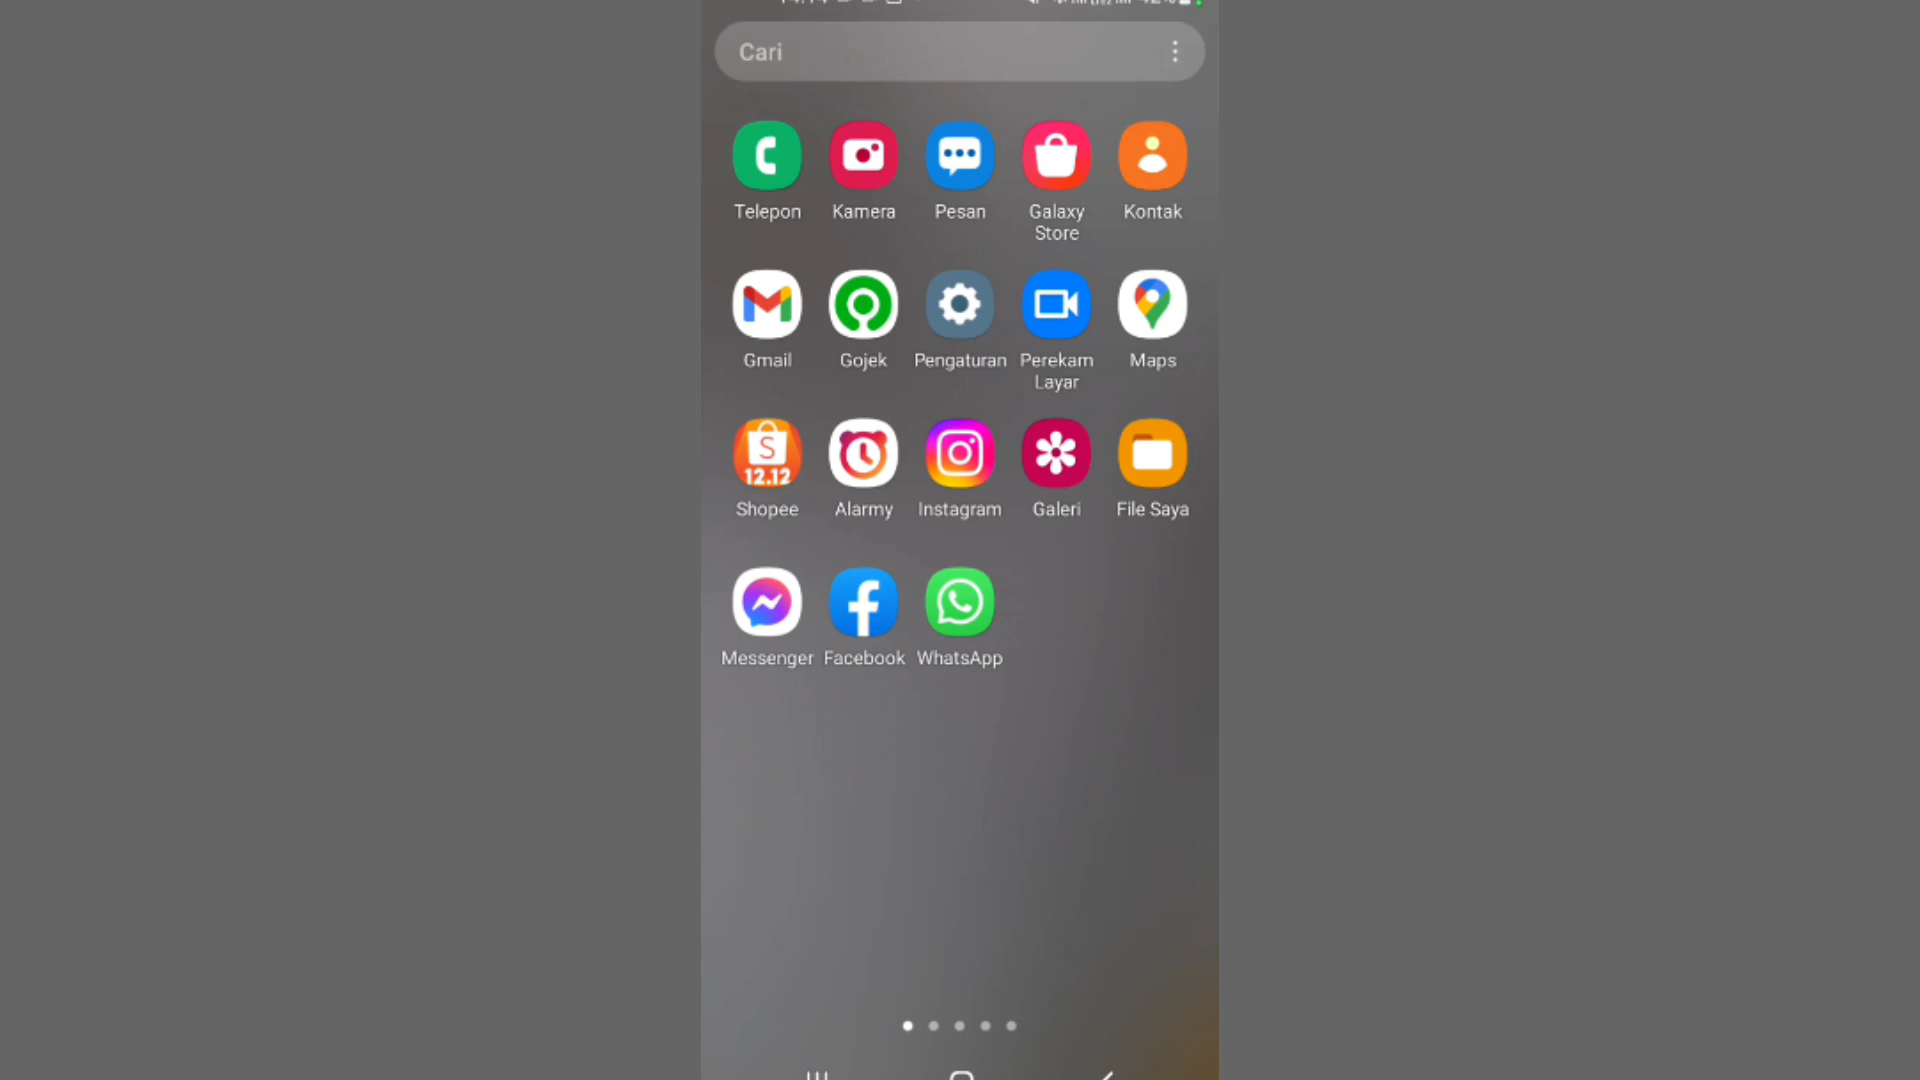 Cari
Telepon
Kamera
Pesan
Galaxy
Store
Kontak
Gmail
Gojek
Pengaturan
Perekam
Layar
Maps
S
12.12
Shopee
Alarmy
Instagram
Galeri
File Saya
Messenger
Facebook
WhatsApp